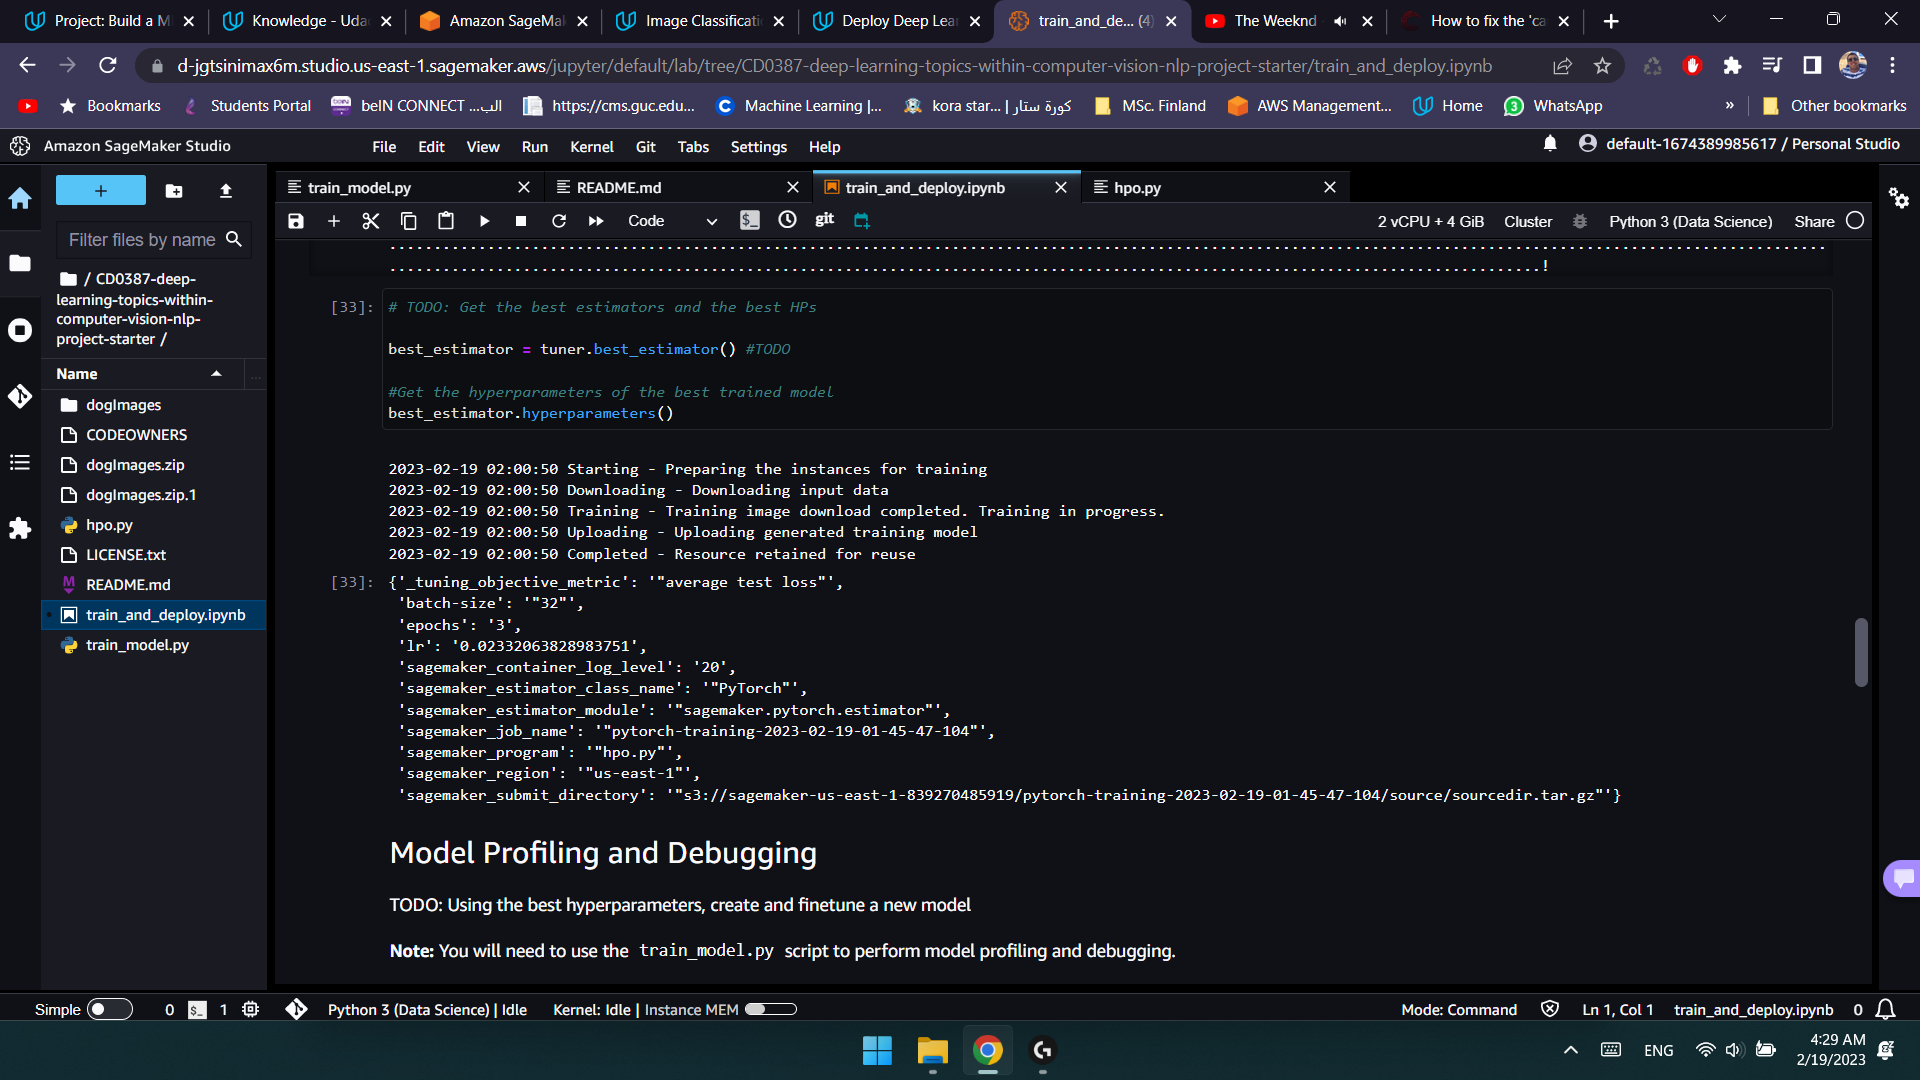 Project: Build a M
Knowledge - Uda
Amazon SageMa
Image Classificati
Deploy Deep Lea
train_and_de... (4)
The Weeknd
How to fix the 'ca
d-jgtsinimax6m.studio.us-east-1.sagemaker.aws/jupyter/default/lab/tree/CD0387-deep-learning-topics-within-computer-vision-nlp-project-starter/train_and_deploy.ipynb
Bookmarks
Students Portal
beIN CONNECT ...الب
https://cms.guc.edu...
Machine Learning |...
kora star... | كورة ستار
MSc. Finland
AWS Management...
Home
WhatsApp
»
Other bookmarks
Amazon SageMaker Studio
File Edit View Run Kernel Git Tabs Settings Help
default-1674389985617 / Personal Studio
train_model.py
README.md
train_and_deploy.ipynb
hpo.py
Code
git
2 vCPU + 4 GiB
Cluster
Python 3 (Data Science)
Share
Filter files by name
/ CD0387-deep-
learning-topics-within-
computer-vision-nlp-
project-starter /
Name
dogImages
CODEOWNERS
dogImages.zip
dogImages.zip.1
hpo.py
LICENSE.txt
README.md
train_and_deploy.ipynb
train_model.py
!
[33]:
# TODO: Get the best estimators and the best HPs
best_estimator = tuner.best_estimator() #TODO
#Get the hyperparameters of the best trained model
best_estimator.hyperparameters()
2023-02-19 02:00:50 Starting - Preparing the instances for training
2023-02-19 02:00:50 Downloading - Downloading input data
2023-02-19 02:00:50 Training - Training image download completed. Training in progress.
2023-02-19 02:00:50 Uploading - Uploading generated training model
2023-02-19 02:00:50 Completed - Resource retained for reuse
[33]:
{'_tuning_objective_metric': '"average test loss"',
'batch-size': '"32"',
'epochs': '3',
'lr': '0.02332063828983751',
'sagemaker_container_log_level': '20',
'sagemaker_estimator_class_name': '"PyTorch"',
'sagemaker_estimator_module': '"sagemaker.pytorch.estimator"',
'sagemaker_job_name': '"pytorch-training-2023-02-19-01-45-47-104"',
'sagemaker_program': '"hpo.py"',
'sagemaker_region': '"us-east-1"',
'sagemaker_submit_directory': '"s3://sagemaker-us-east-1-839270485919/pytorch-training-2023-02-19-01-45-47-104/source/sourcedir.tar.gz"'}
Model Profiling and Debugging
TODO: Using the best hyperparameters, create and finetune a new model
Note: You will need to use the train_model.py script to perform model profiling and debugging.
Simple
0
1
Python 3 (Data Science) | Idle
Kernel: Idle | Instance MEM
Mode: Command
Ln 1, Col 1
train_and_deploy.ipynb
0
ENG
4:29 AM
2/19/2023